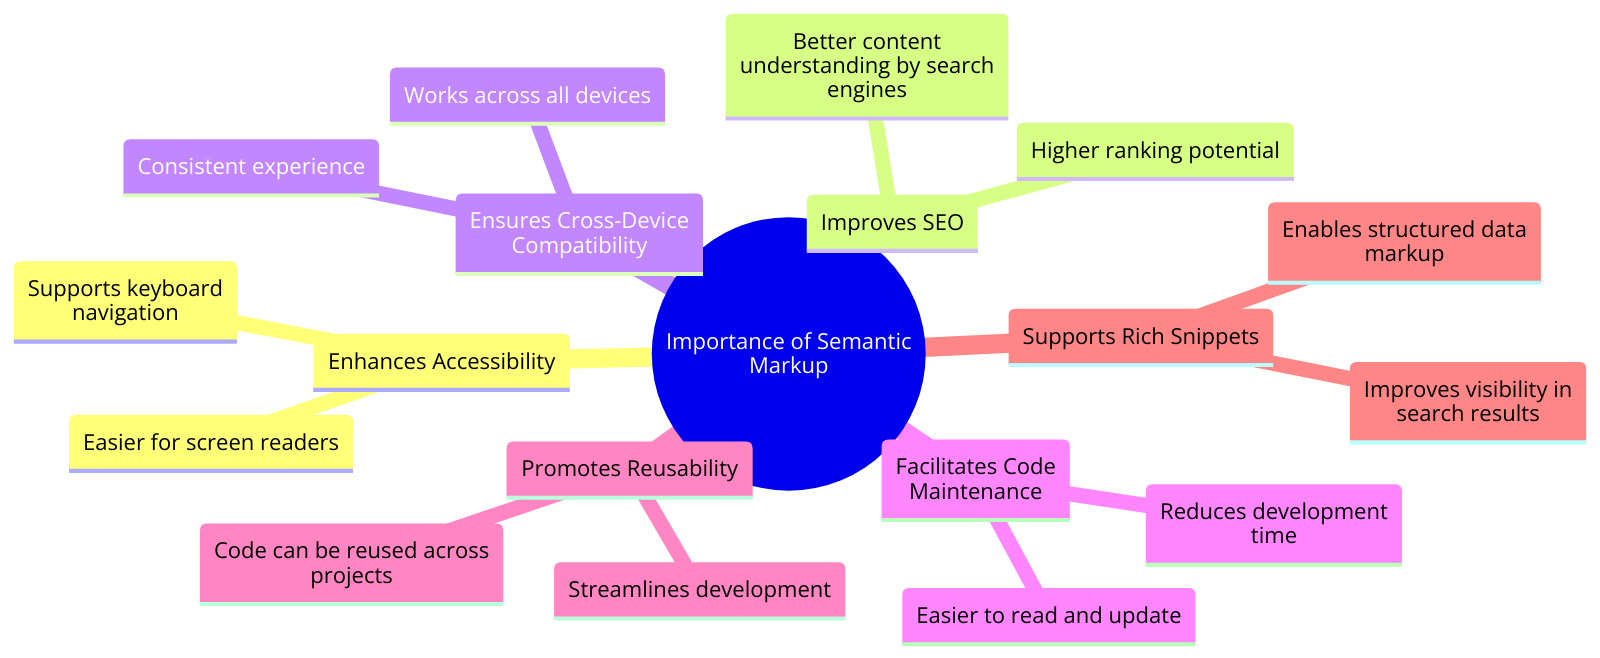 Importance of Semantic
Markup
Improves SEO
Better content
understanding by search
engines
Higher ranking potential
Supports Rich Snippets
Enables structured data
markup
Improves visibility in
search results
Facilitates Code
Maintenance
Reduces development
time
Easier to read and update
Promotes Reusability
Code can be reused across
projects
Streamlines development
Enhances Accessibility
Supports keyboard
navigation
Easier for screen readers
Ensures Cross-Device
Compatibility
Works across all devices
Consistent experience